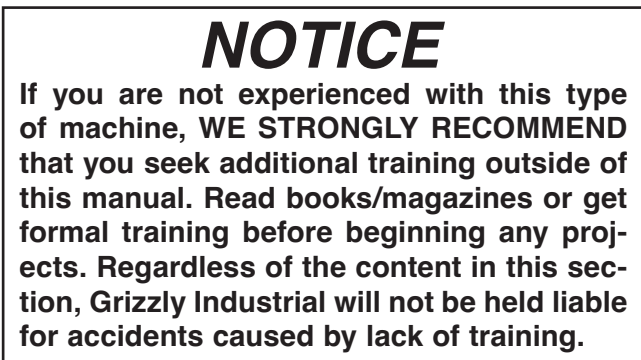 NOTICE
If you are not experienced with this type
of machine, WE STRONGLY RECOMMEND
that you seek additional training outside of
this manual. Read books/magazines or get
formal training before beginning any proj-
ects. Regardless of the content in this sec-
tion, Grizzly Industrial will not be held liable
for accidents caused by lack of training.